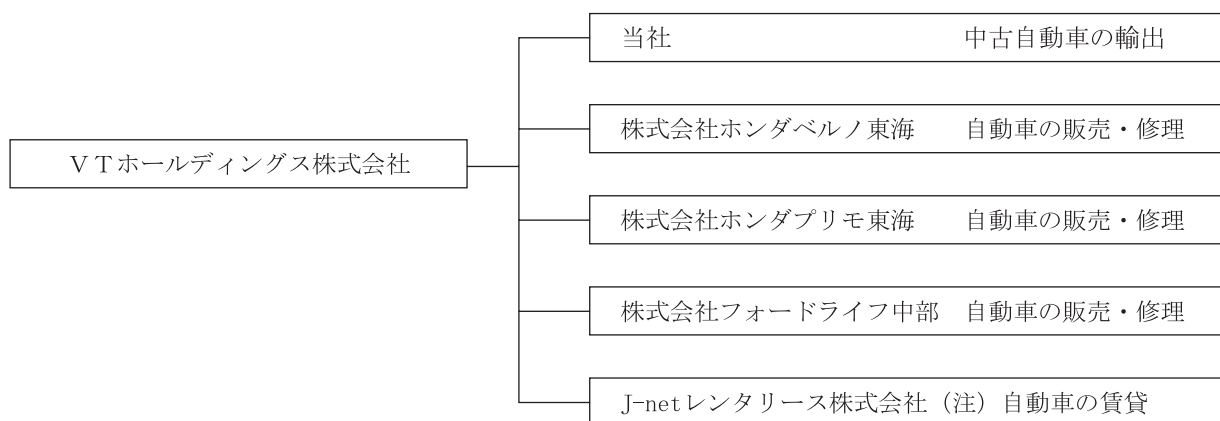 当社 中古自動車の輸出
株式会社ホンダベルノ東海 自動車の販売・修理
VTホールディングス株式会社
株式会社ホンダプリモ東海 自動車の販売・修理
株式会社フォードライフ中部 自動車の販売・修理
J-netレンタリース株式会社（注）自動車の賃貸